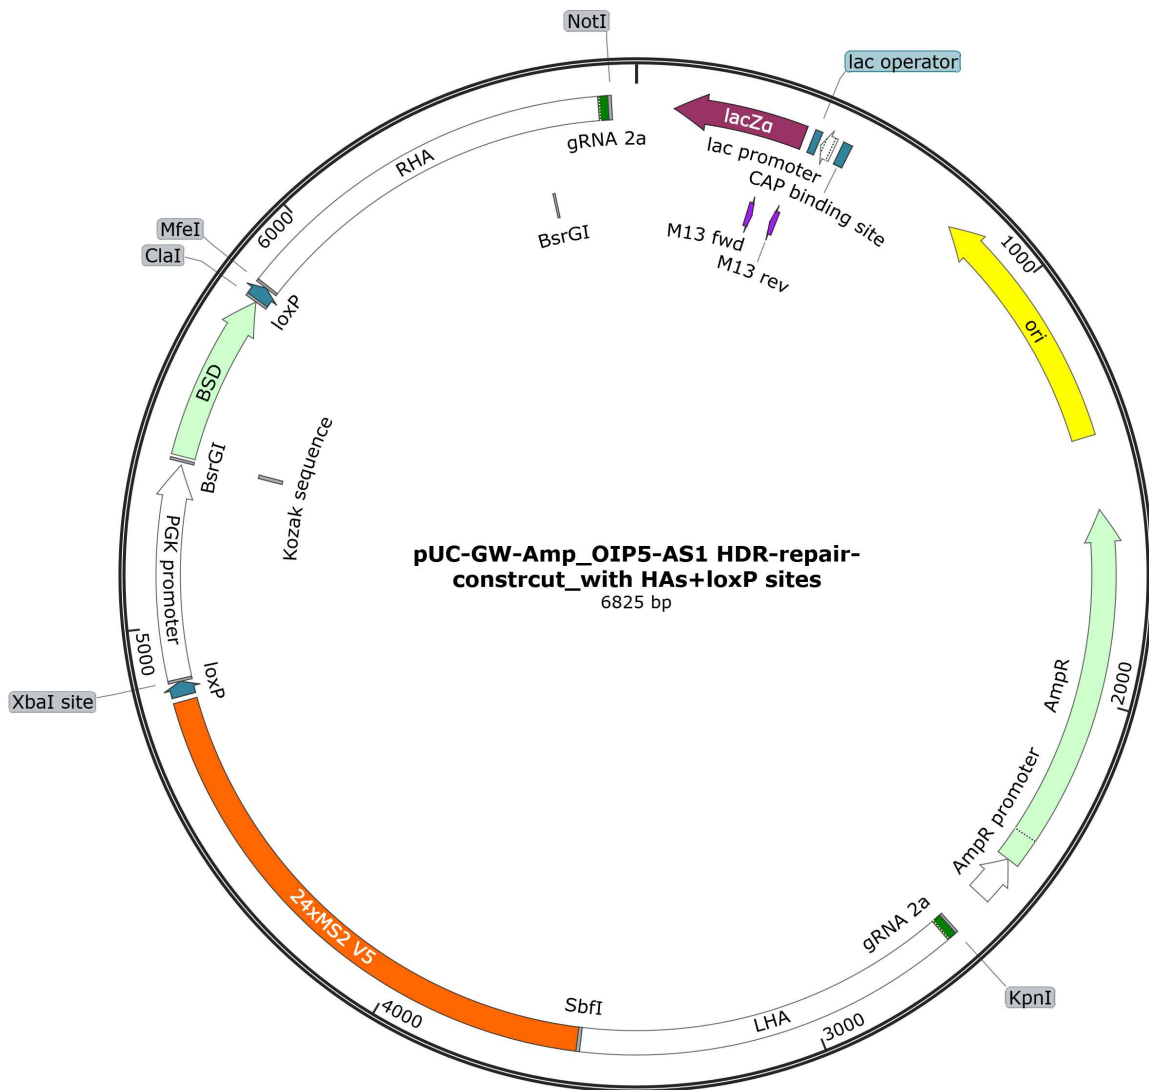 NotI
lac operator
lacZα
gRNA 2a
lac promoter
CAP binding site
RHA
BsrGI
M13 fwd
M13 rev
6000
1000
MfeI
ClaI
loxP
ori
BSD
BsrGI
Kozak sequence
PGK promoter
pUC-GW-Amp_OIP5-AS1 HDR-repair-
constrcut_with HAs+loxP sites
6825 bp
5000
loxP
XbaI site
AmpR
2000
AmpR promoter
24xMS2 V5
gRNA 2a
KpnI
SbfI
LHA
4000
3000